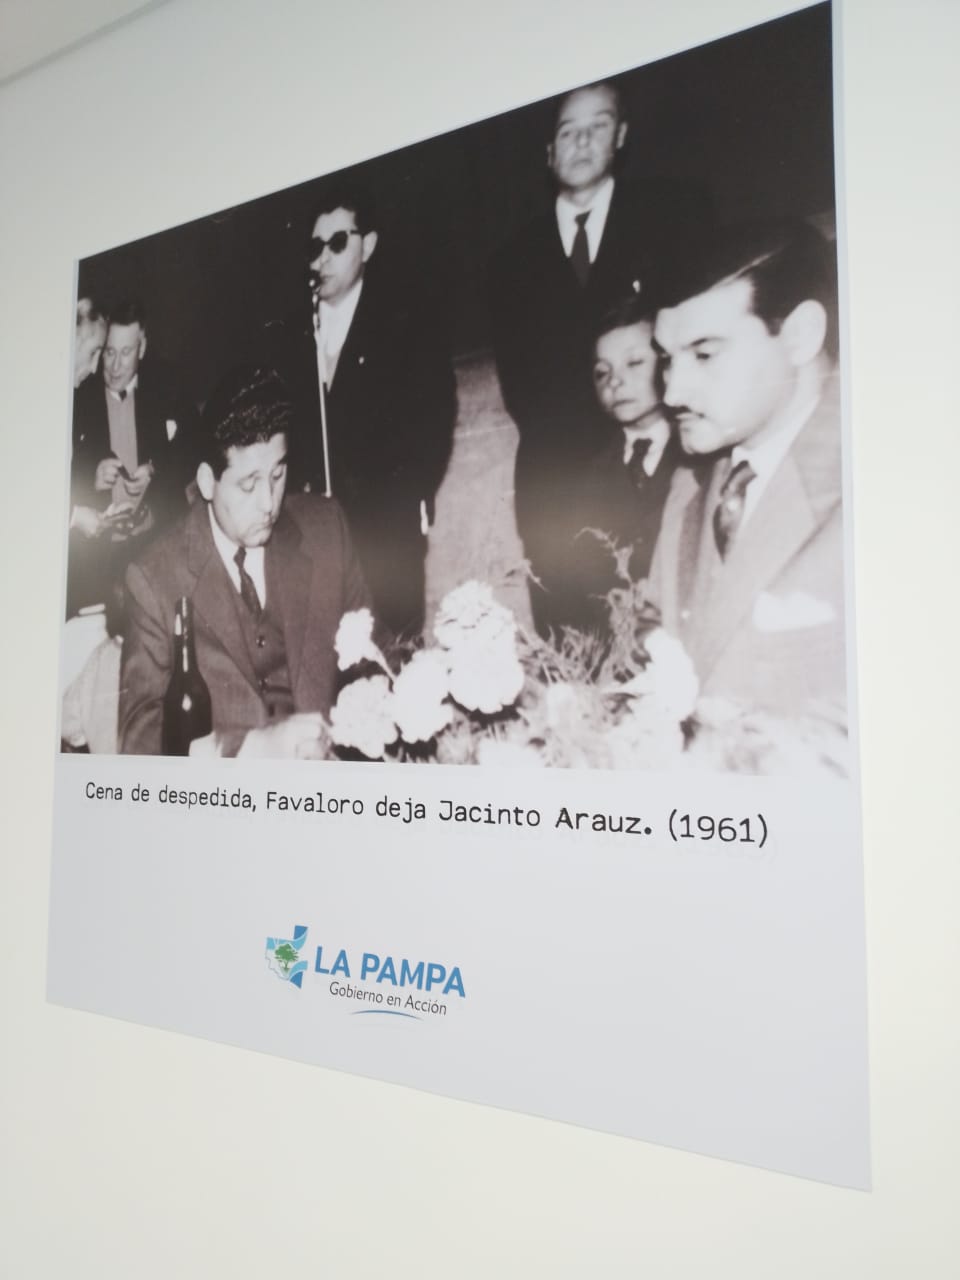 Cena de despedida, Favaloro deja Jacinto Arauz. (1961)
LA PAMPA
Gobierno en Acción